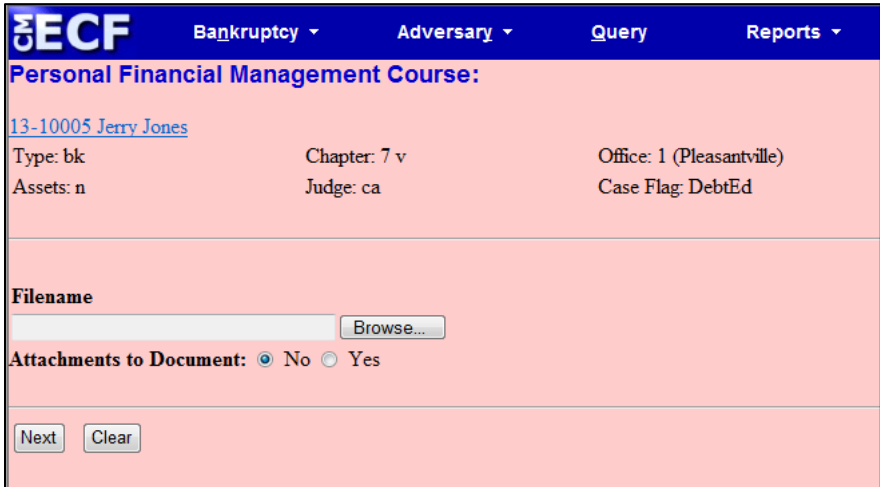 CM ECF Bankruptcy Adversary Query Reports
Personal Financial Management Course:
13-10005 Jerry Jones
Type: bk Chapter: 7 v Office: 1 (Pleasantville)
Assets: n Judge: ca Case Flag: DebtEd
Filename
Browse...
Attachments to Document: No Yes
Next Clear